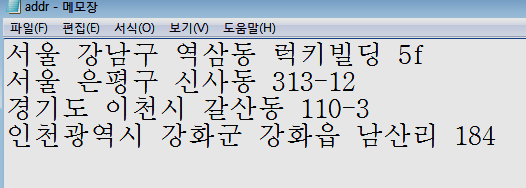 addr - 메모장
파일(F) 편집(E) 서식(O) 보기(V) 도움말(H)
서울 강남구 역삼동 럭키빌딩 5f
서울 은평구 신사동 313-12
경기도 이천시 갈산동 110-3
인천광역시 강화군 강화읍 남산리 184